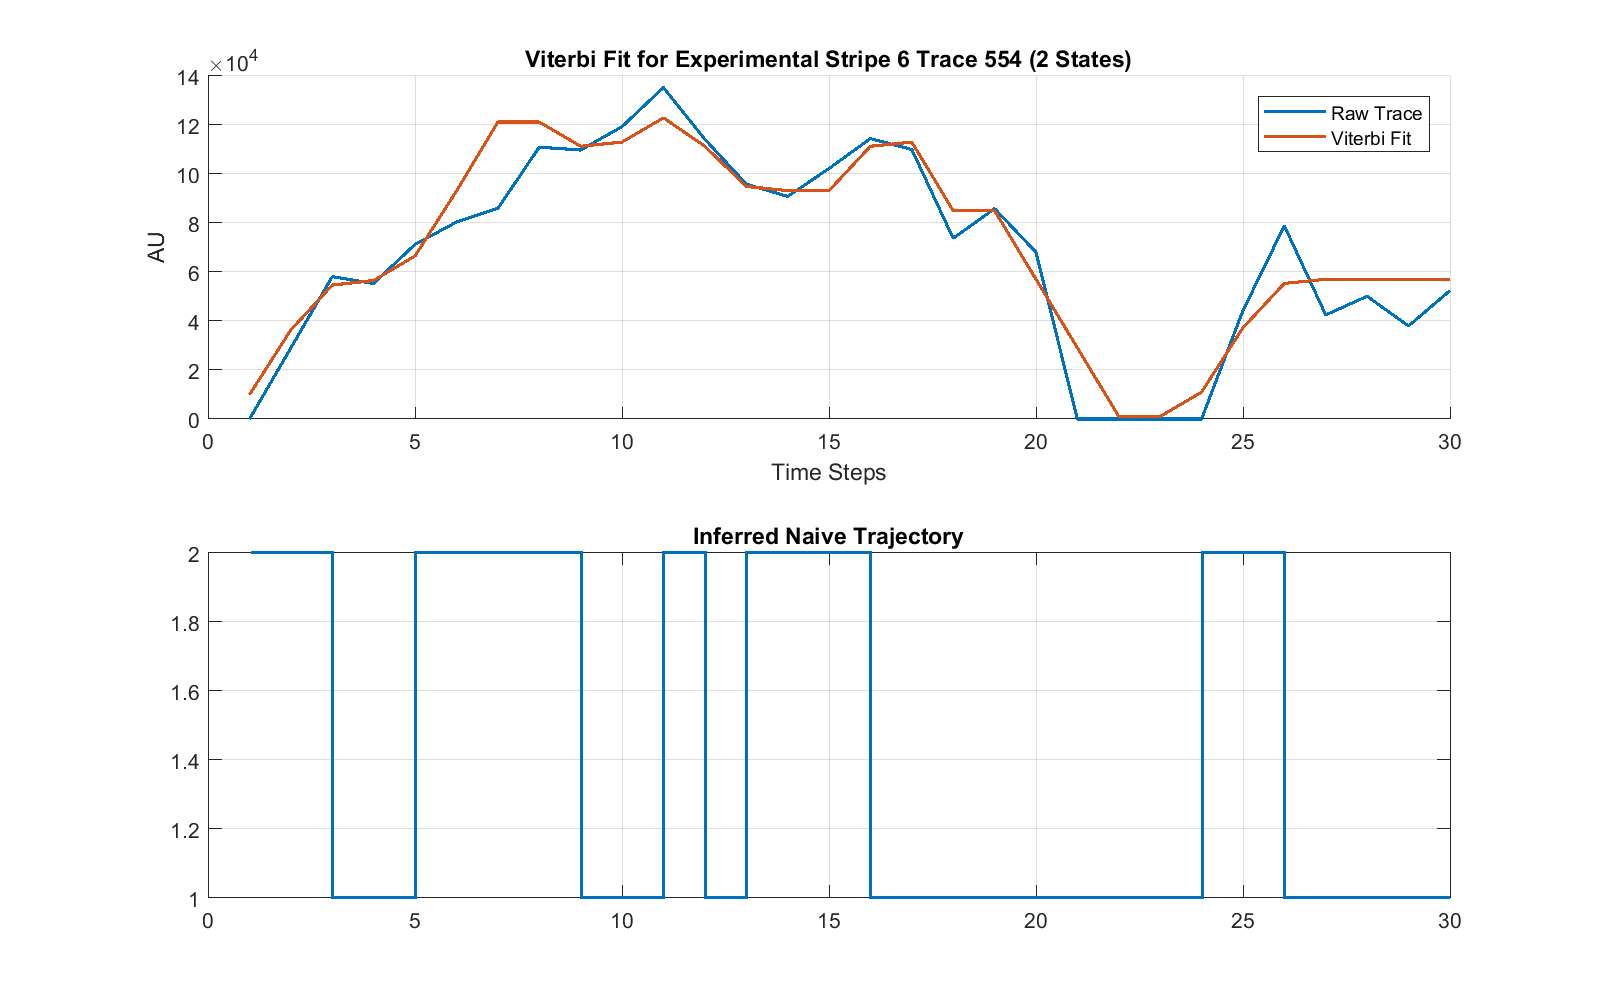 Viterbi Fit for Experimental Stripe 6 Trace 554 (2 States)
×10⁴
14
12
10
8
6
4
2
0
AU
Raw Trace
Viterbi Fit
0 5 10 15 20 25 30
Time Steps
Inferred Naive Trajectory
2
1.8
1.6
1.4
1.2
1
0 5 10 15 20 25 30